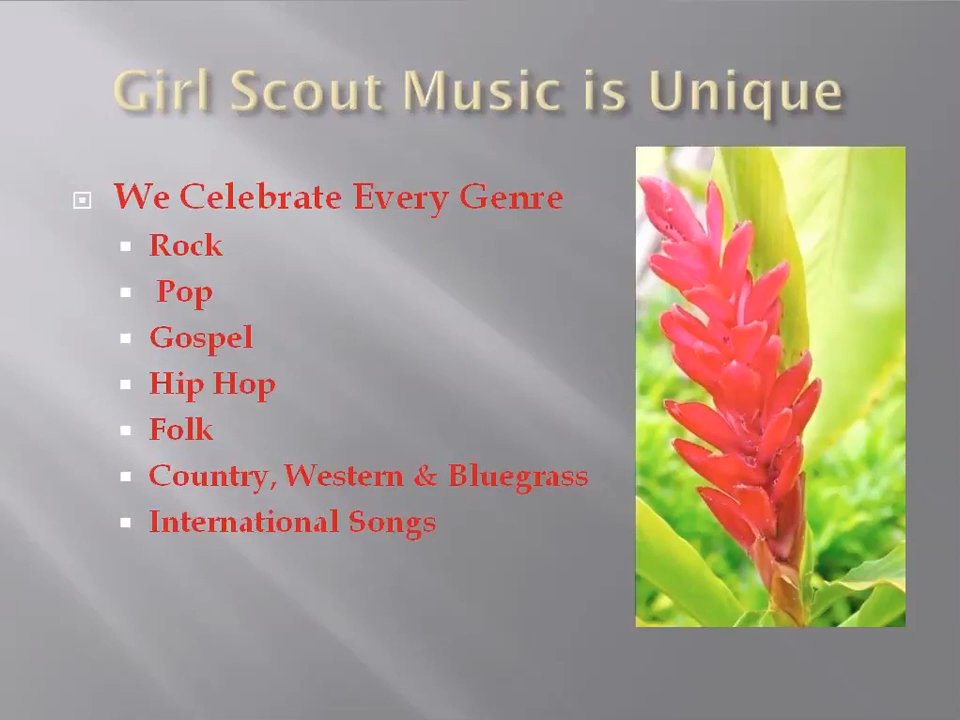 Girl Scout Music is Unique
We Celebrate Every Genre
Rock
Pop
Gospel
Hip Hop
Folk
Country, Western & Bluegrass
International Songs